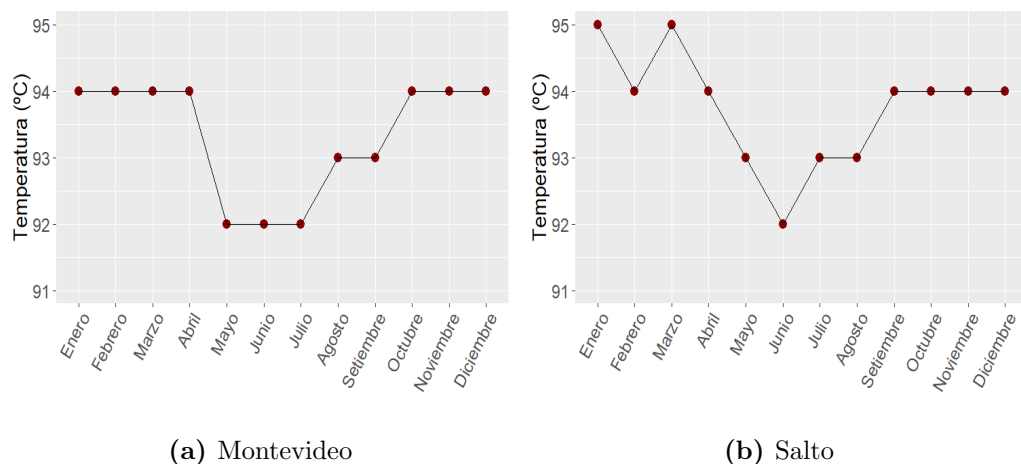 Temperatura (ºC)
95
94
93
92
91
Enero
Febrero
Marzo
Abril
Mayo
Junio
Julio
Agosto
Setiembre
Octubre
Noviembre
Diciembre
(a) Montevideo
Temperatura (ºC)
95
94
93
92
91
Enero
Febrero
Marzo
Abril
Mayo
Junio
Julio
Agosto
Setiembre
Octubre
Noviembre
Diciembre
(b) Salto